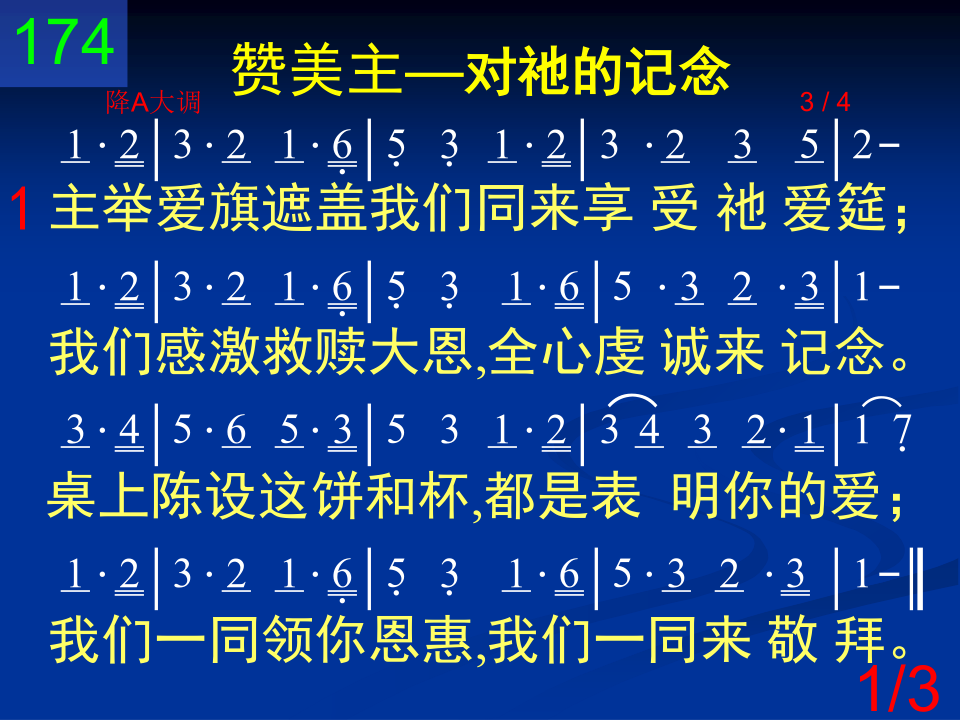 174
赞美主—对祂的记念
降A大调 3 / 4
1 · 2 | 3 · 2 1 · 6̣ | 5̣ 3̣ 1 · 2 | 3 · 2 3 5 | 2 −
1 主举爱旗遮盖我们同来享 受 祂 爱筵;
1 · 2 | 3 · 2 1 · 6̣ | 5̣ 3̣ 1 · 6 | 5 · 3 2 · 3 | 1 −
我们感激救赎大恩,全心虔 诚来 记念。
3 · 4 | 5 · 6 5 · 3 | 5 3 1 · 2 | 3 4 3 2 · 1 | 1 7̣
桌上陈设这饼和杯,都是表 明你的爱;
1 · 2 | 3 · 2 1 · 6̣ | 5̣ 3̣ 1 · 6 | 5 · 3 2 · 3 | 1 − ‖
我们一同领你恩惠,我们一同来 敬 拜。
1/3